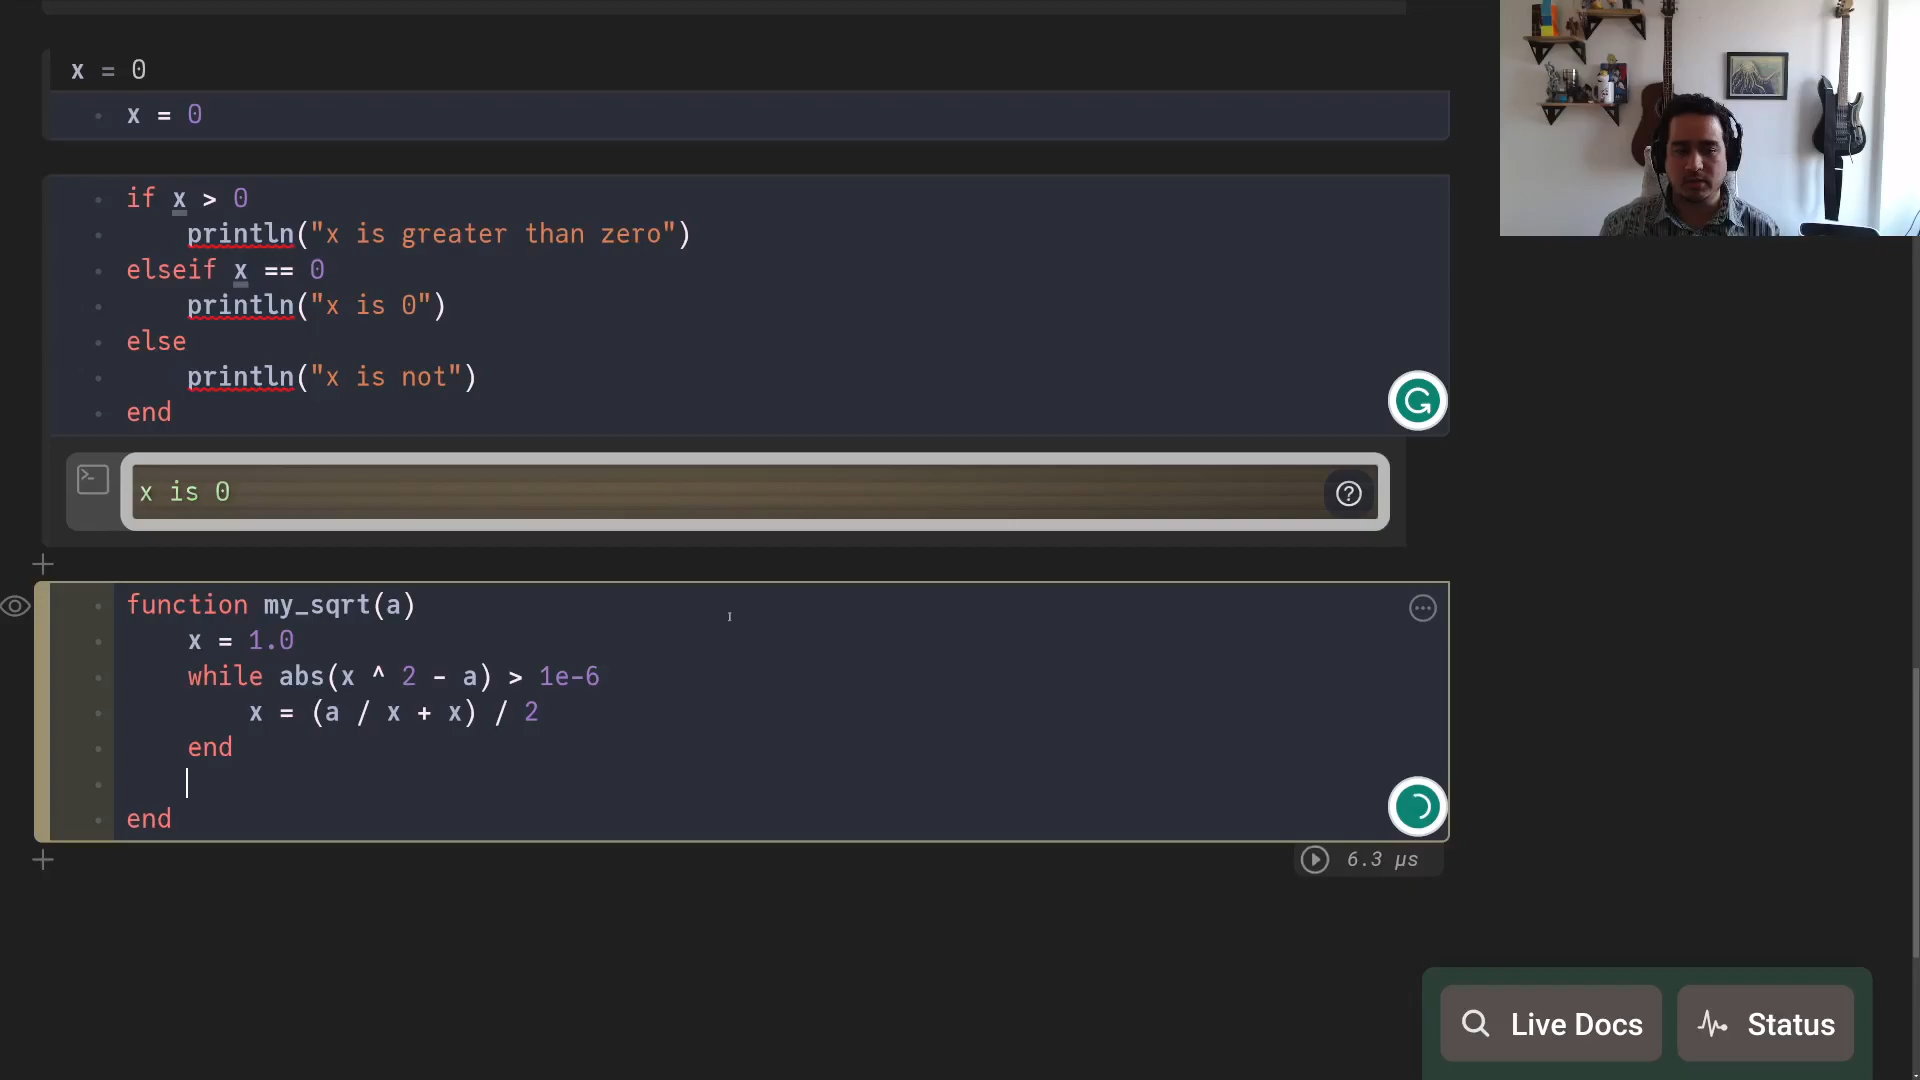 x = 0
x = 0
if x > 0
println("x is greater than zero")
elseif x == 0
println("x is 0")
else
println("x is not")
end
x is 0
function my_sqrt(a)
x = 1.0
while abs(x ^ 2 - a) > 1e-6
x = (a / x + x) / 2
end
end
6.3 μs
Live Docs
Status